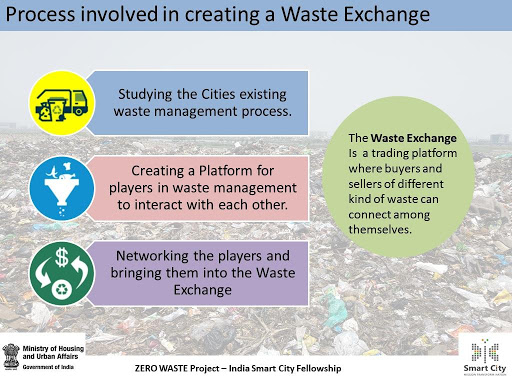 Process involved in creating a Waste Exchange
Studying the Cities existing
waste management process.
Creating a Platform for
players in waste management
to interact with each other.
Networking the players and
bringing them into the Waste
Exchange
The Waste Exchange
Is a trading platform
where buyers and
sellers of different
kind of waste can
connect among
themselves.
Ministry of Housing
and Urban Affairs
Government of India
ZERO WASTE Project – India Smart City Fellowship
Smart City